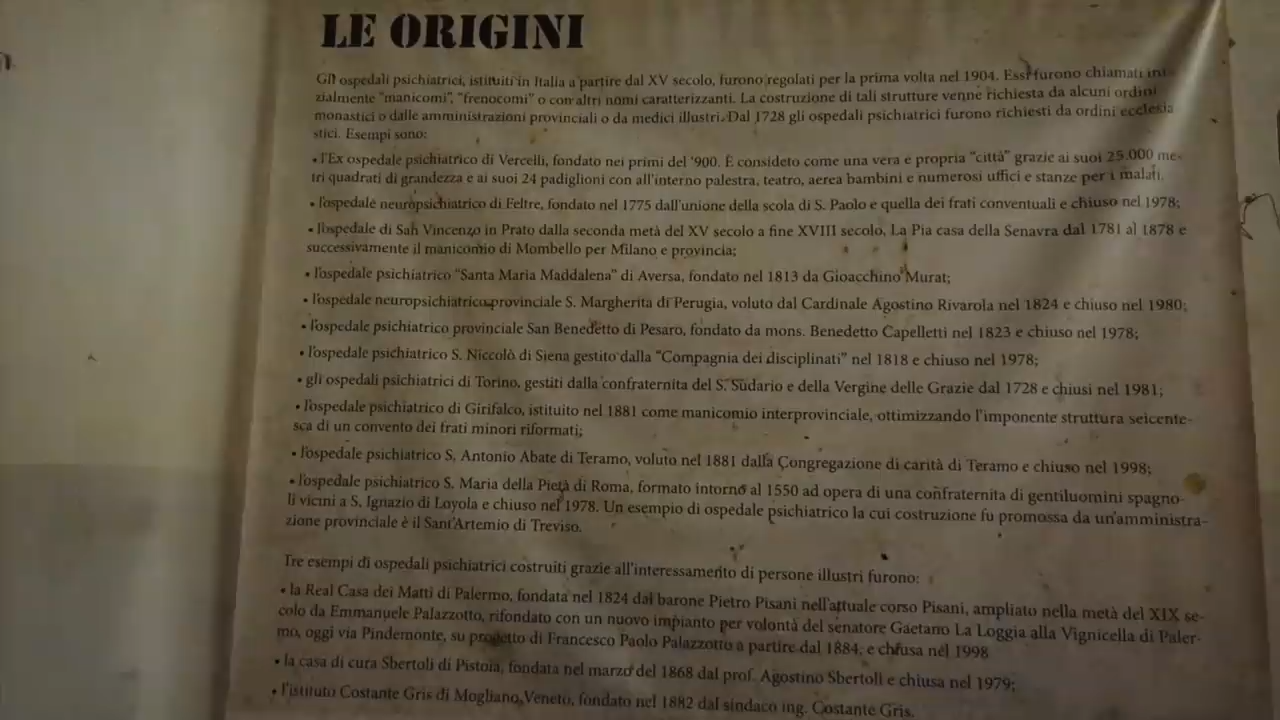 LE ORIGINI
Gli ospedali psichiatrici, istituiti in Italia a partire dal XV secolo, furono regolati per la prima volta nel 1904. Essi furono chiamati ini-
zialmente "manicomi", "frenocomi" o con altri nomi caratterizzanti. La costruzione di tali strutture venne richiesta da alcuni ordini
monastici o dalle amministrazioni provinciali o da medici illustri. Dal 1728 gli ospedali psichiatrici furono richiesti da ordini ecclesia
stici. Esempi sono:
• l'Ex ospedale psichiatrico di Vercelli, fondato nei primi del '900. È consideto come una vera e propria "città" grazie ai suoi 25.000 me-
tri quadrati di grandezza e ai suoi 24 padiglioni con all'interno palestra, teatro, aerea bambini e numerosi uffici e stanze per i malati.
• l'ospedale neuropsichiatrico di Feltre, fondato nel 1775 dall'unione della scola di S. Paolo e quella dei frati conventuali e chiuso nel 1978;
• l'ospedale di San Vincenzo in Prato dalla seconda metà del XV secolo a fine XVIII secolo, La Pia casa della Senavra dal 1781 al 1878 e
successivamente il manicomio di Mombello per Milano e provincia;
• l'ospedale psichiatrico "Santa Maria Maddalena" di Aversa, fondato nel 1813 da Gioacchino Murat;
• l'ospedale neuropsichiatrico provinciale S. Margherita di Perugia, voluto dal Cardinale Agostino Rivarola nel 1824 e chiuso nel 1980;
• l'ospedale psichiatrico provinciale San Benedetto di Pesaro, fondato da mons. Benedetto Capelletti nel 1823 e chiuso nel 1978;
• l'ospedale psichiatrico S. Niccolò di Siena gestito dalla "Compagnia dei disciplinati" nel 1818 e chiuso nel 1978;
• gli ospedali psichiatrici di Torino, gestiti dalla confraternita del S. Sudario e della Vergine delle Grazie dal 1728 e chiusi nel 1981;
• l'ospedale psichiatrico di Girifalco, istituito nel 1881 come manicomio interprovinciale, ottimizzando l'imponente struttura seicente-
sca di un convento dei frati minori riformati;
• l'ospedale psichiatrico S. Antonio Abate di Teramo, voluto nel 1881 dalla Congregazione di carità di Teramo e chiuso nel 1998;
• l'ospedale psichiatrico S. Maria della Pietà di Roma, formato intorno al 1550 ad opera di una confraternita di gentiluomini spagno-
li vicini a S. Ignazio di Loyola e chiuso nel 1978. Un esempio di ospedale psichiatrico la cui costruzione fu promossa da un'amministra-
zione provinciale è il Sant'Artemio di Treviso.
Tre esempi di ospedali psichiatrici costruiti grazie all'interessamento di persone illustri furono:
• la Real Casa dei Matti di Palermo, fondata nel 1824 dal barone Pietro Pisani nell'attuale corso Pisani, ampliato nella metà del XIX se-
colo da Emmanuele Palazzotto, rifondato con un nuovo impianto per volontà del senatore Gaetano La Loggia alla Vignicella di Paler-
mo, oggi via Pindemonte, su progetto di Francesco Paolo Palazzotto a partire dal 1884, e chiusa nel 1998
• la casa di cura Sbertoli di Pistoia, fondata nel marzo del 1868 dal prof. Agostino Sbertoli e chiusa nel 1979;
• l'istituto Costante Gris di Mogliano Veneto, fondato nel 1882 dal sindaco ing. Costante Gris.